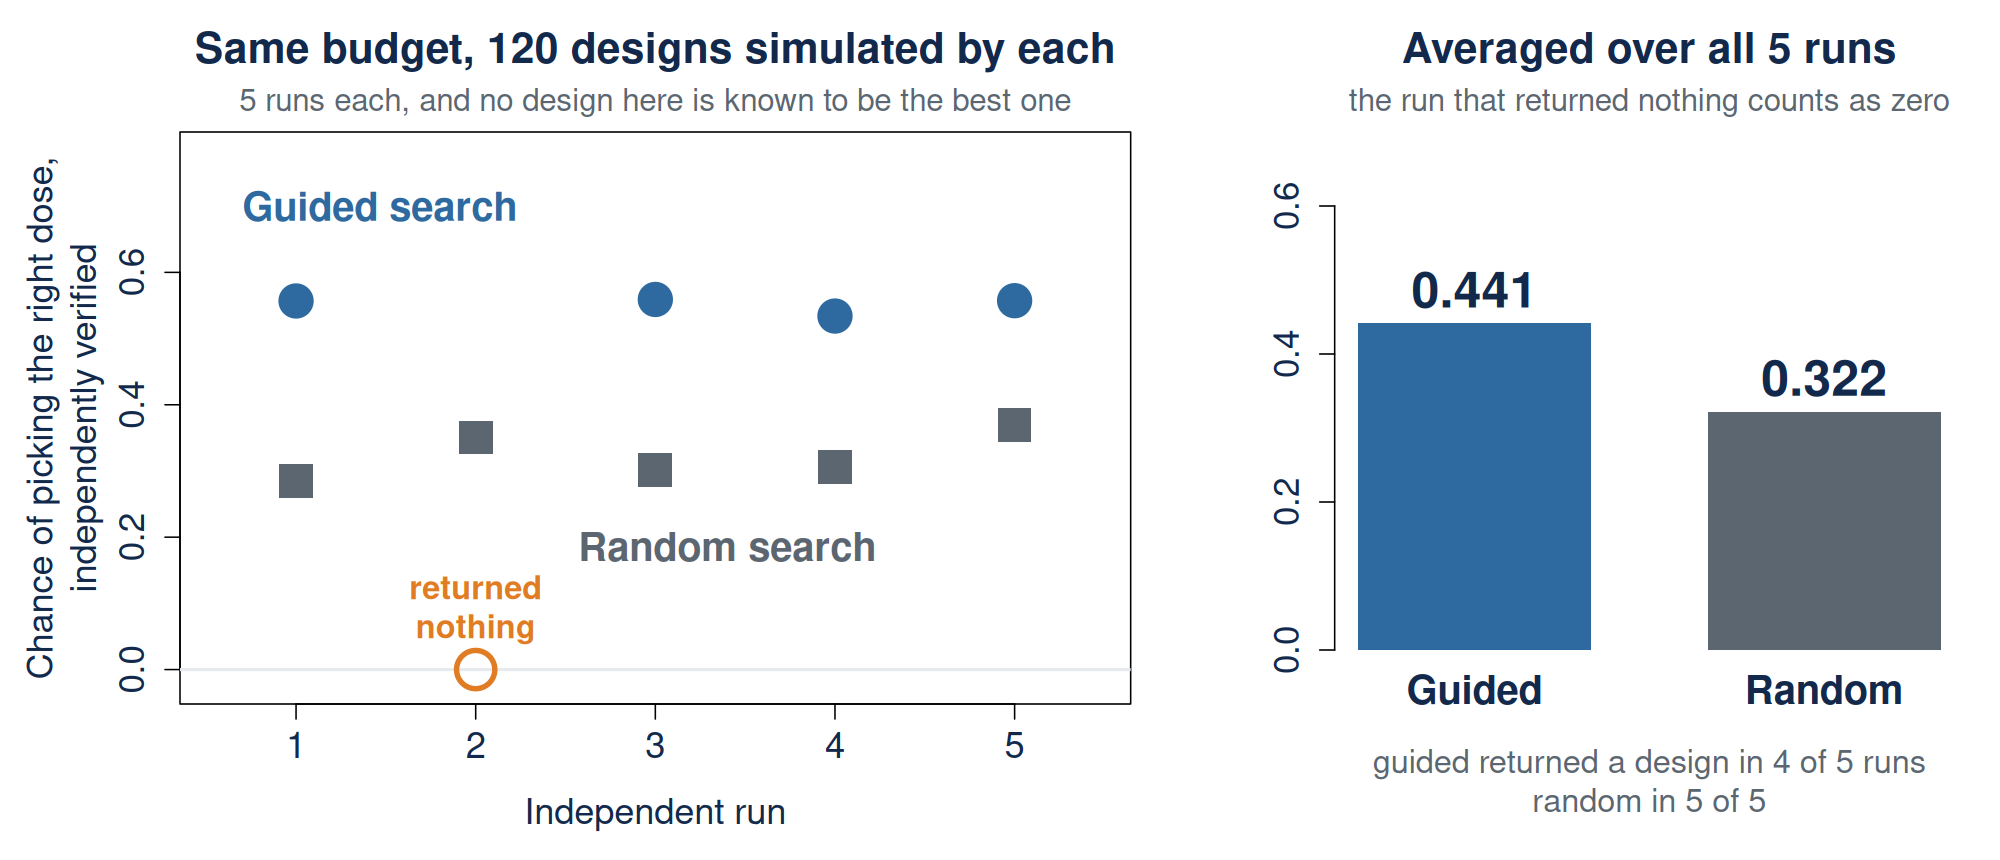 Same budget, 120 designs simulated by each
5 runs each, and no design here is known to be the best one
Chance of picking the right dose,
independently verified
0.6
0.4
0.2
0.0
Guided search
Random search
returned
nothing
1 2 3 4 5
Independent run
Averaged over all 5 runs
the run that returned nothing counts as zero
0.6
0.4
0.2
0.0
0.441
0.322
Guided
Random
guided returned a design in 4 of 5 runs
random in 5 of 5